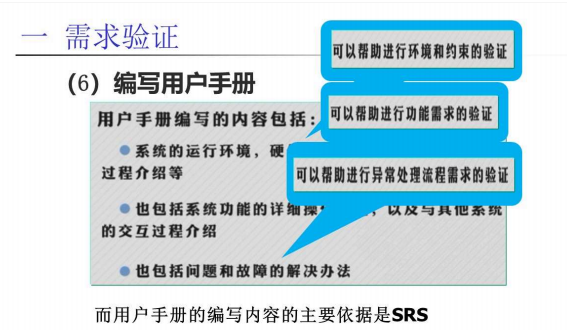 一 需求验证
(6) 编写用户手册
可以帮助进行环境和约束的验证
用户手册编写的内容包括:
可以帮助进行功能需求的验证
系统的运行环境，硬
过程介绍等
可以帮助进行异常处理流程需求的验证
也包括系统功能的详细操 以及与其他系统
的交互过程介绍
也包括问题和故障的解决办法
而用户手册的编写内容的主要依据是SRS